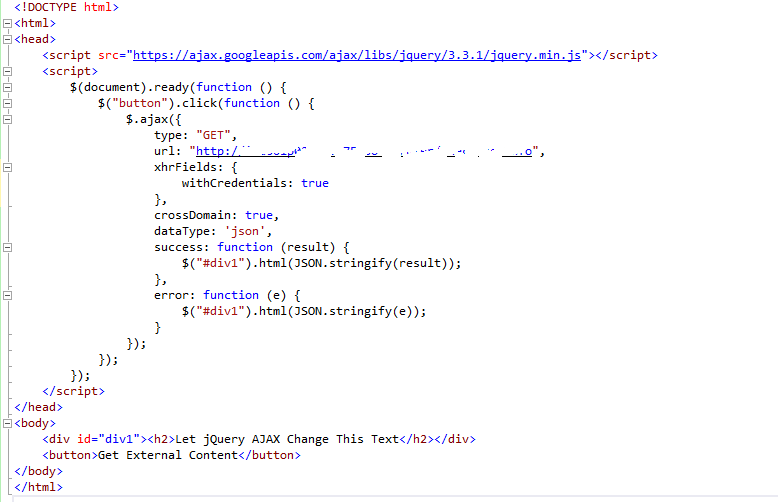 <!DOCTYPE html>
<html>
<head>
    <script src="https://ajax.googleapis.com/ajax/libs/jquery/3.3.1/jquery.min.js"></script>
    <script>
        $(document).ready(function () {
            $("button").click(function () {
                $.ajax({
                    type: "GET",
                    url: "http:/
                    xhrFields: {
                        withCredentials: true
                    },
                    crossDomain: true,
                    dataType: 'json',
                    success: function (result) {
                        $("#div1").html(JSON.stringify(result));
                    },
                    error: function (e) {
                        $("#div1").html(JSON.stringify(e));
                    }
                });
            });
        });
    </script>
</head>
<body>
    <div id="div1"><h2>Let jQuery AJAX Change This Text</h2></div>
    <button>Get External Content</button>
</body>
</html>